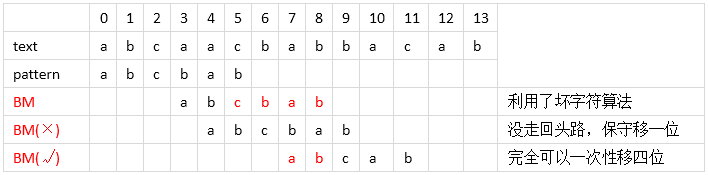 0 1 2 3 4 5 6 7 8 9 10 11 12 13
text a b c a a c b a b b a c a b
pattern a b c b a b
BM a b c b a b 利用了坏字符算法
BM(×) a b c b a b 没走回头路，保守移一位
BM(√) a b c a b 完全可以一次性移四位